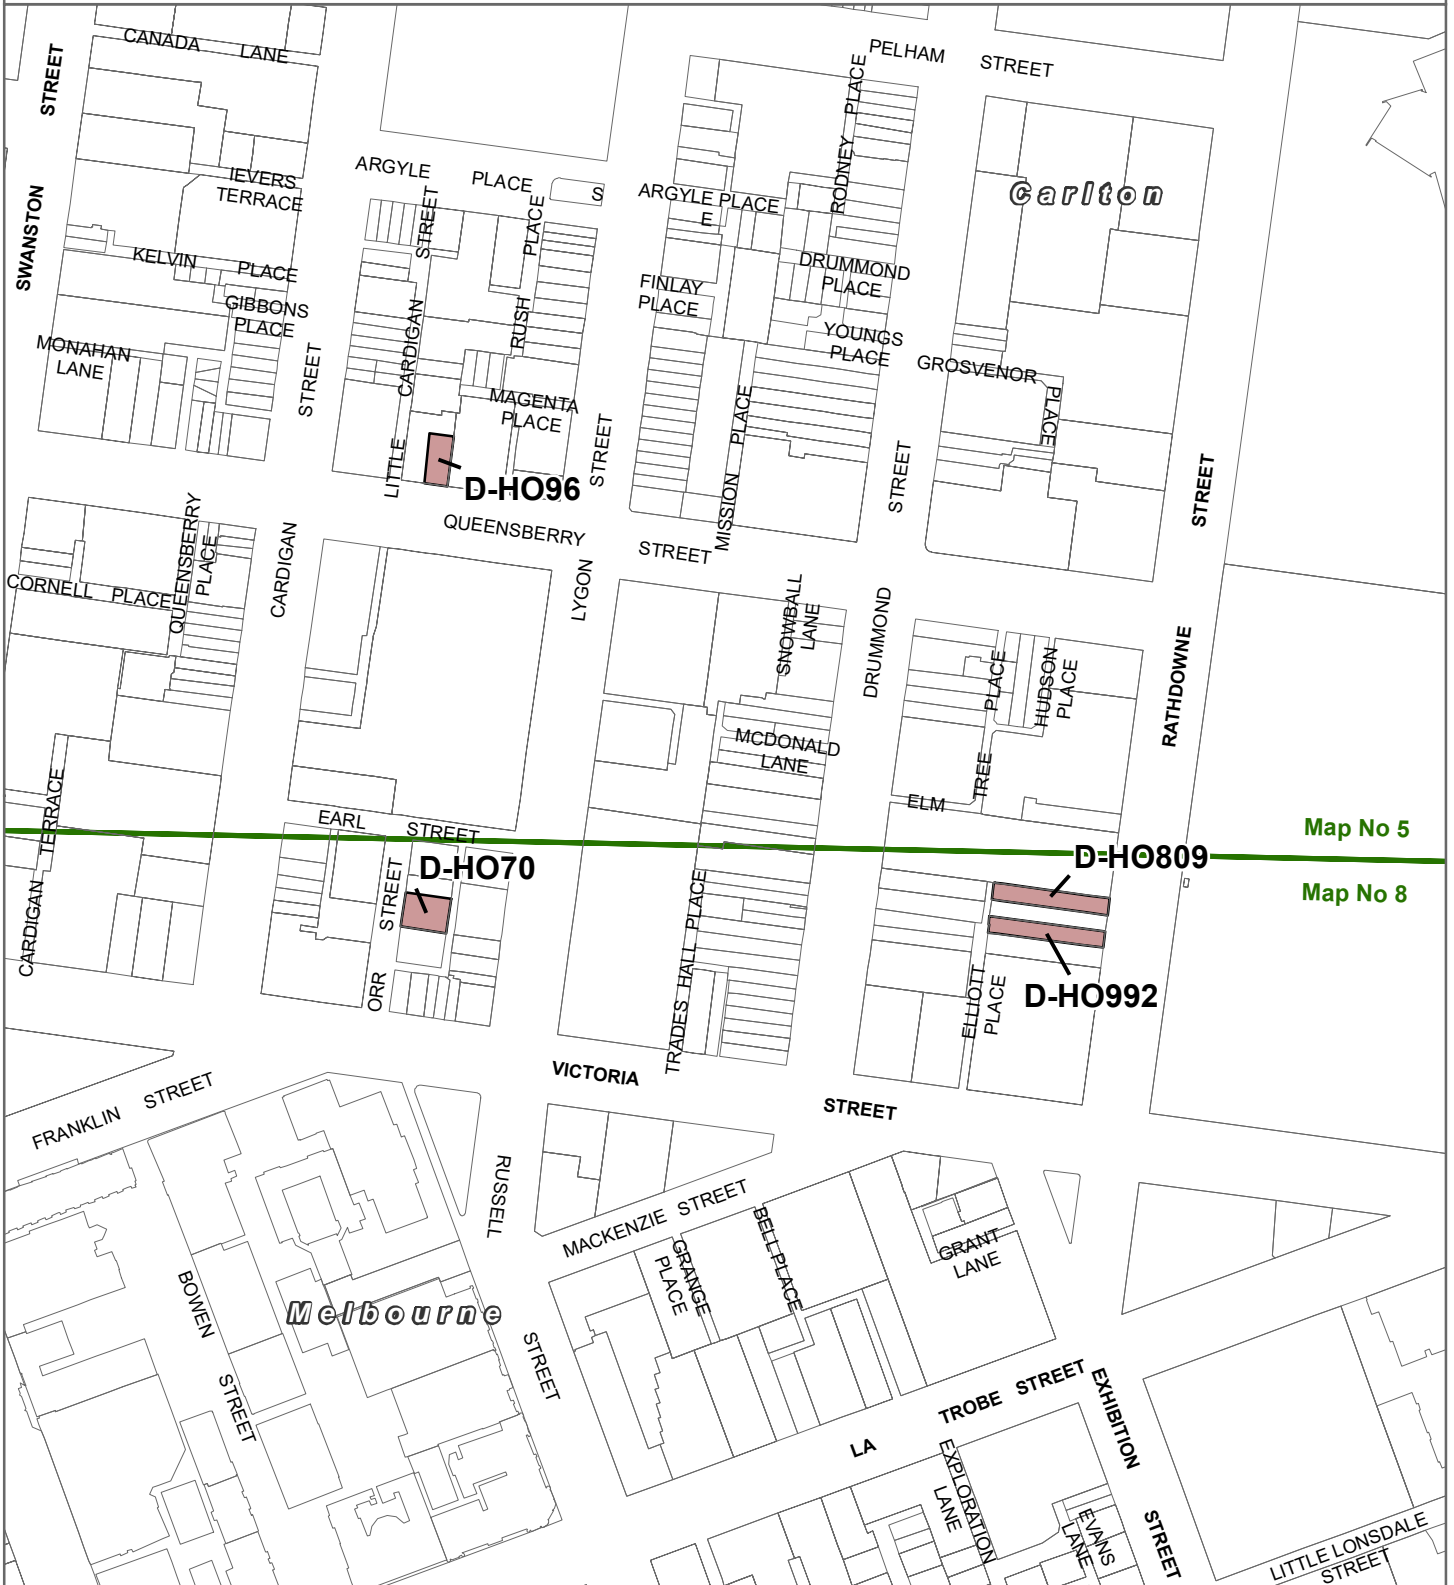 CANADA LANE
PELHAM STREET
STREET
SWANSTON
IEVERS
TERRACE
ARGYLE PLACE S
ARGYLE PLACE
E
RODNEY PLACE
Carlton
KELVIN PLACE
GIBBONS
PLACE
MONAHAN
LANE
STREET
CARDIGAN
LITTLE
PLACE
RUSH
FINLAY
PLACE
DRUMMOND
PLACE
YOUNGS
PLACE
GROSVENOR
PLACE
MAGENTA
PLACE
STREET
CARDIGAN
STREET
LYGON
MISSION PLACE
STREET
DRUMMOND
STREET
RATHDOWNE
D-HO96
QUEENSBERRY STREET
QUEENSBERRY
PLACE
CORNELL PLACE
SNOWBALL
LANE
MCDONALD
LANE
PLACE
TREE
ELM
HUDSON
PLACE
CARDIGAN TERRACE
EARL STREET
Map No 5
Map No 8
D-HO70
D-HO809
D-HO992
STREET
ORR
TRADES HALL PLACE
ELLIOTT
PLACE
VICTORIA STREET
FRANKLIN STREET
RUSSELL
STREET
MACKENZIE STREET
GRANGE
PLACE
BELL PLACE
GRANT
LANE
BOWEN
STREET
Melbourne
LA TROBE STREET
EXHIBITION
STREET
EXPLORATION
LANE
EVANS
LANE
LITTLE LONSDALE
STREET